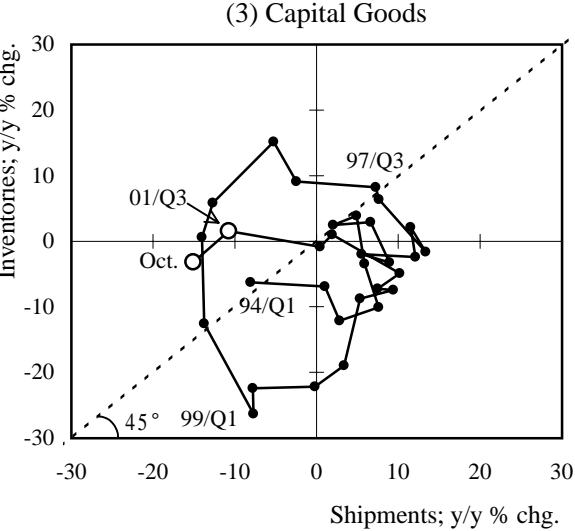 (3) Capital Goods
Inventories; y/y % chg.
30
20
10
0
-10
-20
-30
97/Q3
01/Q3
Oct.
94/Q1
99/Q1
45°
-30
-20
-10
0
10
20
30
Shipments; y/y % chg.